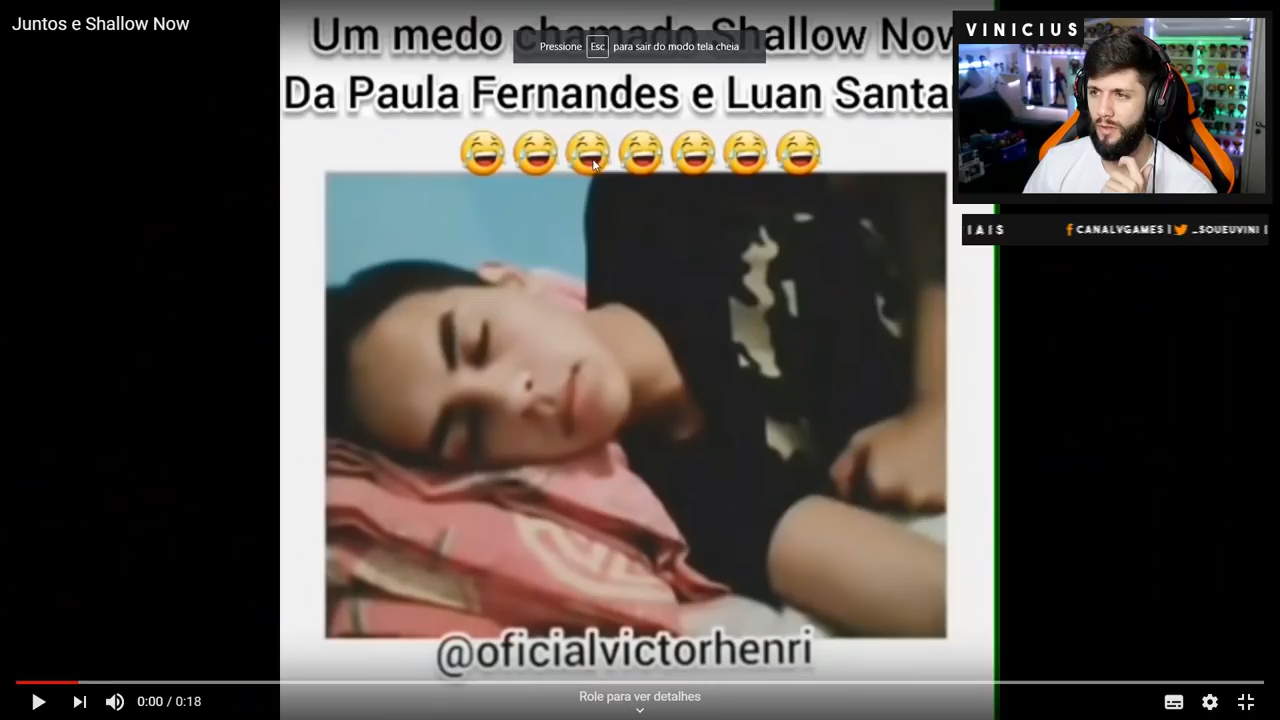 Juntos e Shallow Now
Um medo chamado Shallow Now
Pressione Esc para sair do modo tela cheia
Da Paula Fernandes e Luan Santa
VINICIUS
IAIS CANALVGAMES | _SOUEUVINI |
@oficialvictorhenri
Role para ver detalhes
0:00 / 0:18